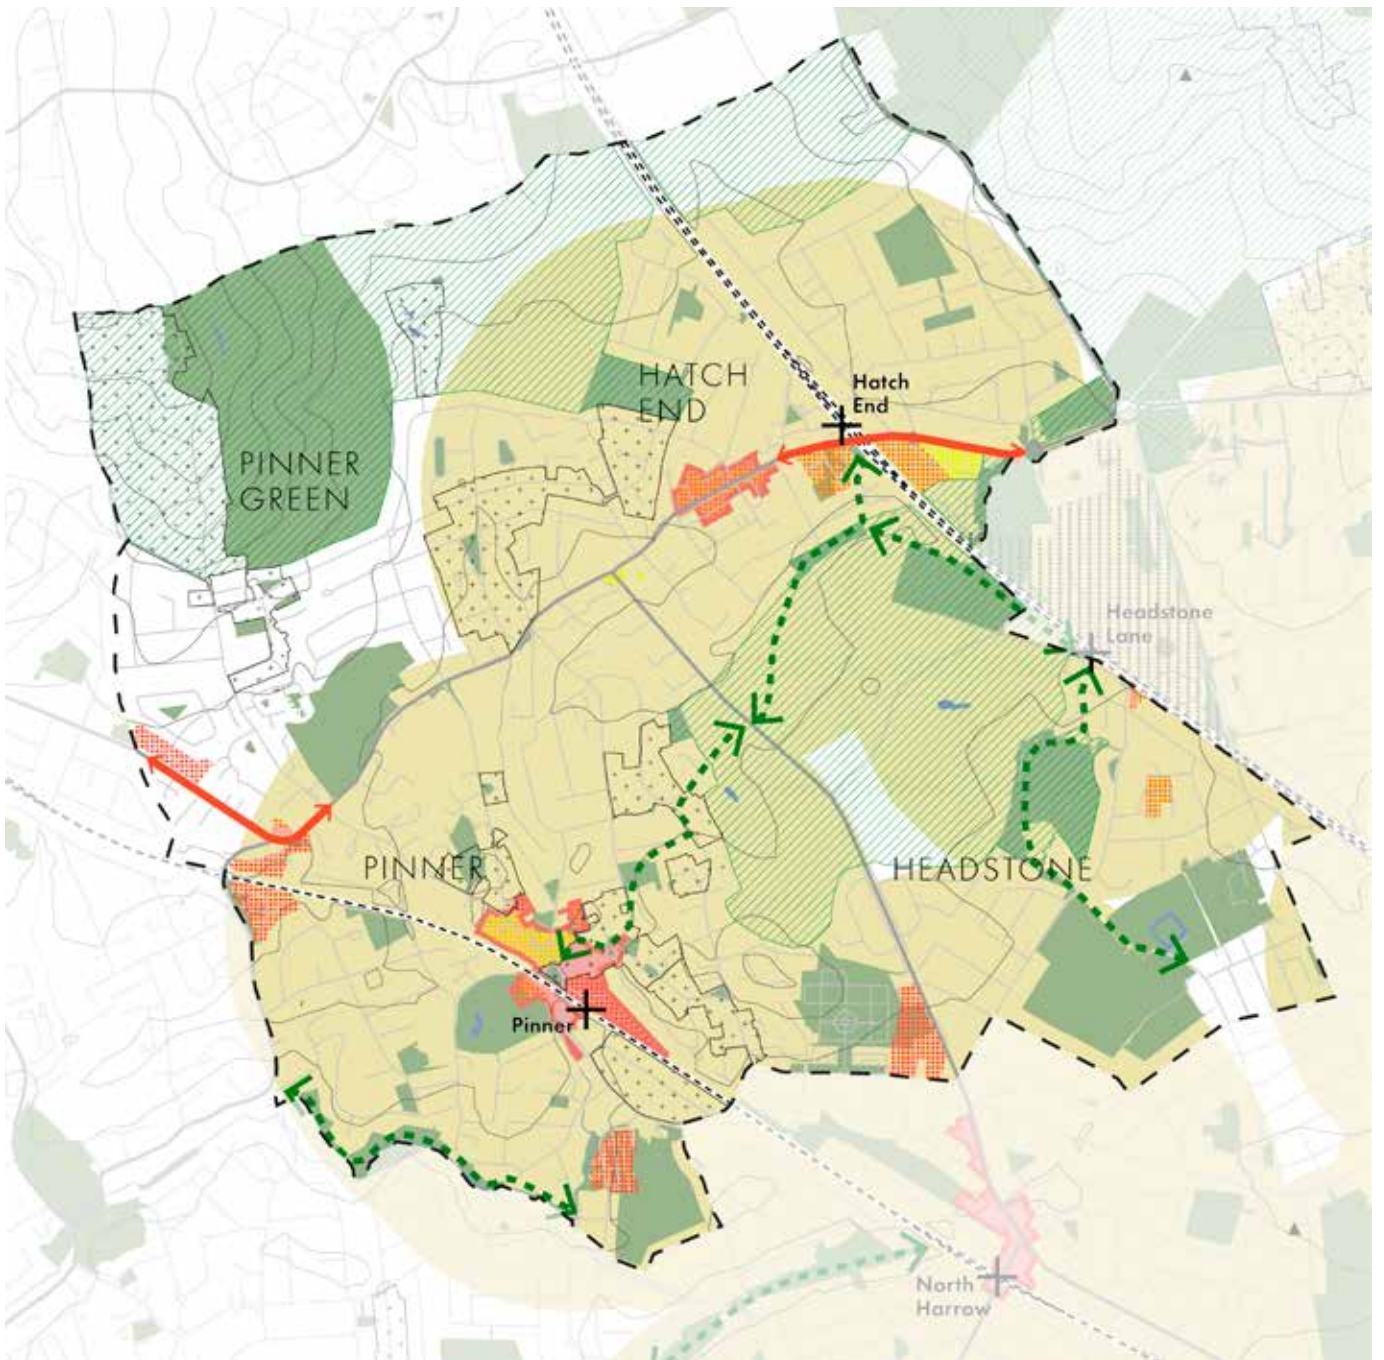 HATCH
END
Hatch
End
PINNER
GREEN
Headstone
Lane
PINNER
HEADSTONE
Pinner
North
Harrow